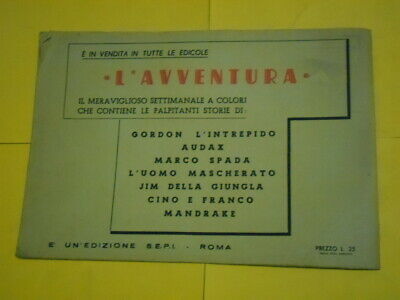 È IN VENDITA IN TUTTE LE EDICOLE
• L'AVVENTURA •
IL MERAVIGLIOSO SETTIMANALE A COLORI
CHE CONTIENE LE PALPITANTI STORIE DI:
GORDON L'INTREPIDO
AUDAX
MARCO SPADA
L'UOMO MASCHERATO
JIM DELLA GIUNGLA
CINO E FRANCO
MANDRAKE
E UN'EDIZIONE S.E.P.I. - ROMA
PREZZO L. 25